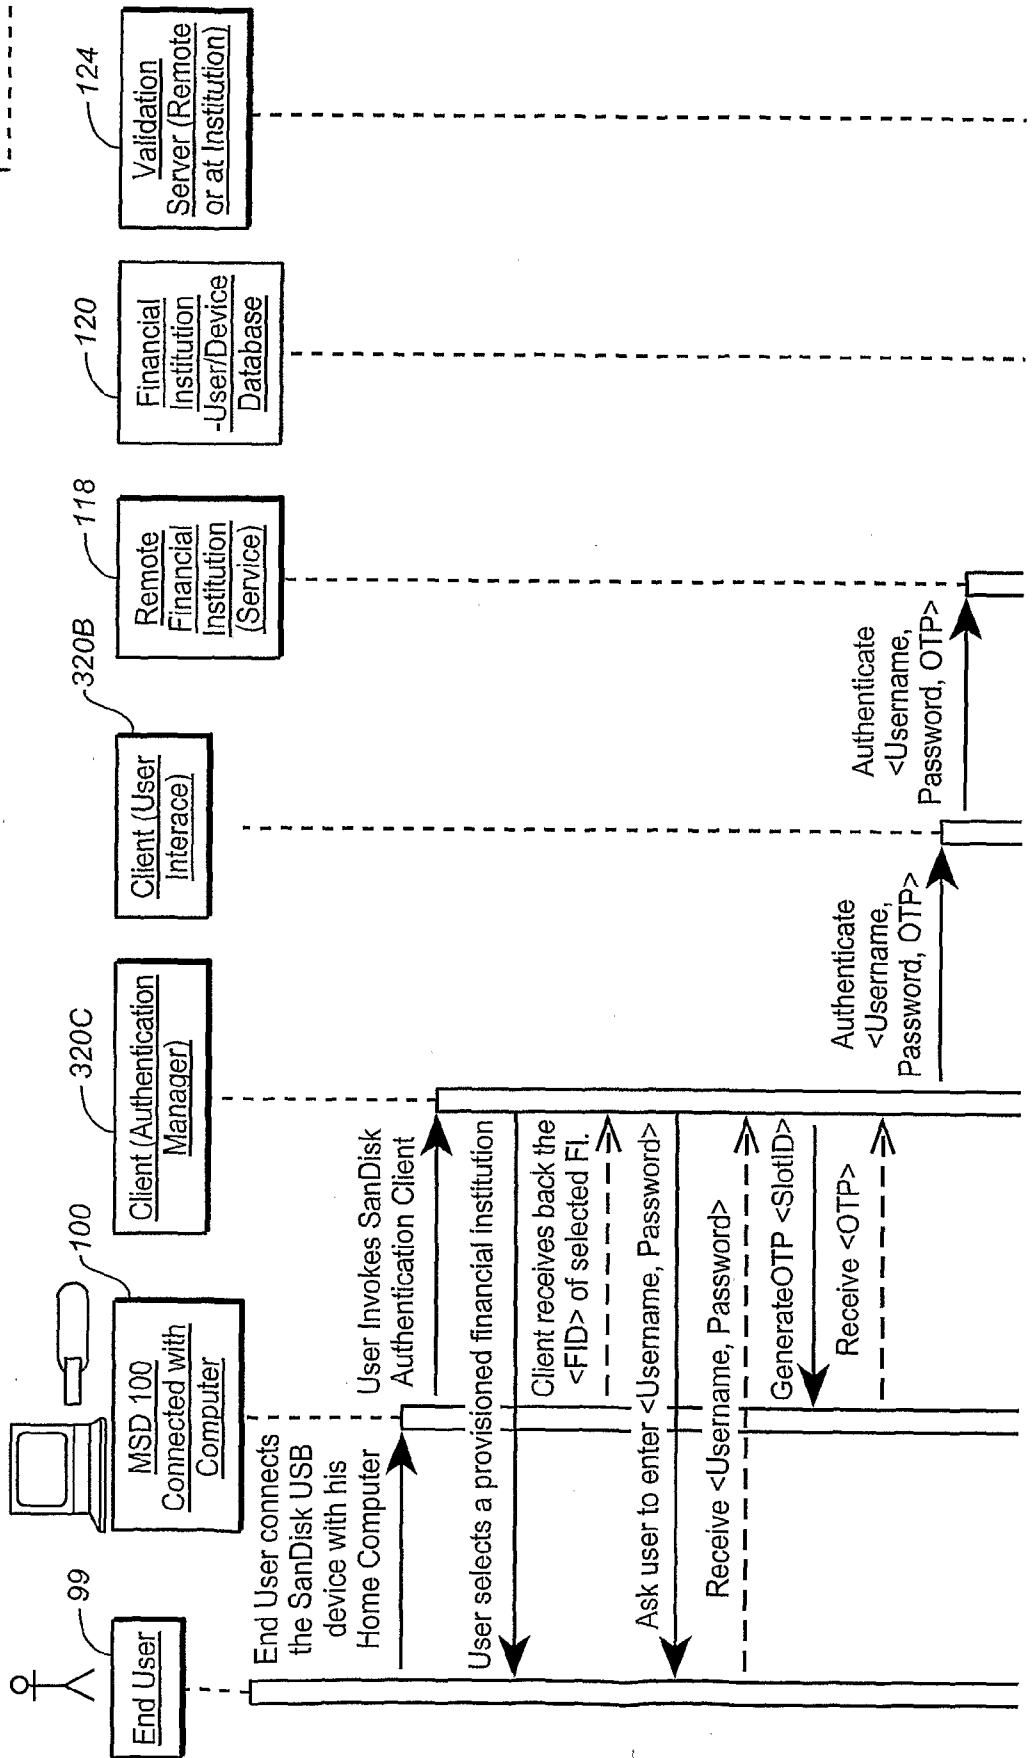 99
End User
100
MSD 100
Connected with
Computer
320C
Client (Authentication
Manager)
320B
Client (User
Interace)
118
Remote
Financial
Institution
(Service)
120
Financial
Institution
-User/Device
Database
124
Validation
Server (Remote
or at Institution)
End User connects
the SanDisk USB
device with his
Home Computer
User Invokes SanDisk
Authentication Client
User selects a provisioned financial institution
Client receives back the
<FID> of selected FI.
Ask user to enter <Username, Password>
Receive <Username, Password>
GenerateOTP <SlotID>
Receive <OTP>
Authenticate
<Username,
Password, OTP>
Authenticate
<Username,
Password, OTP>